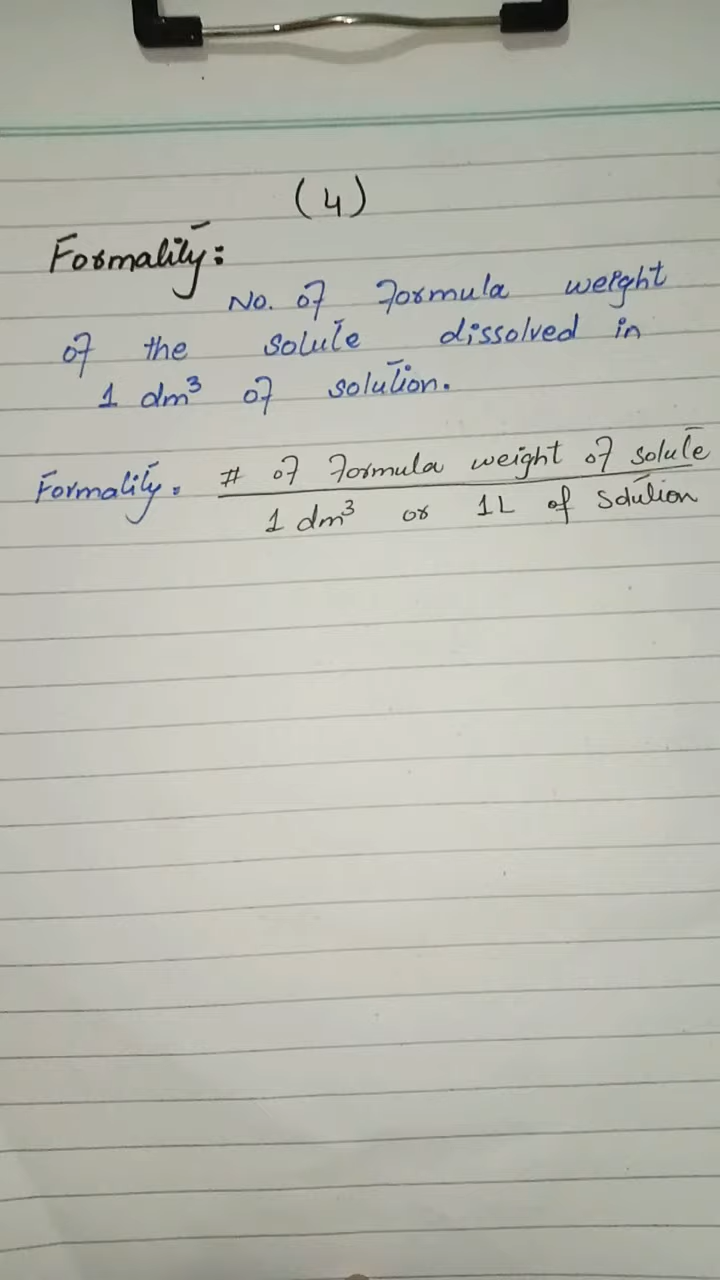 (4)
Formality:
No. of Formula weight
of the solute dissolved in
1 dm³ of solution.
Formality = # of Formula weight of solute
1 dm³ or 1L of Solution